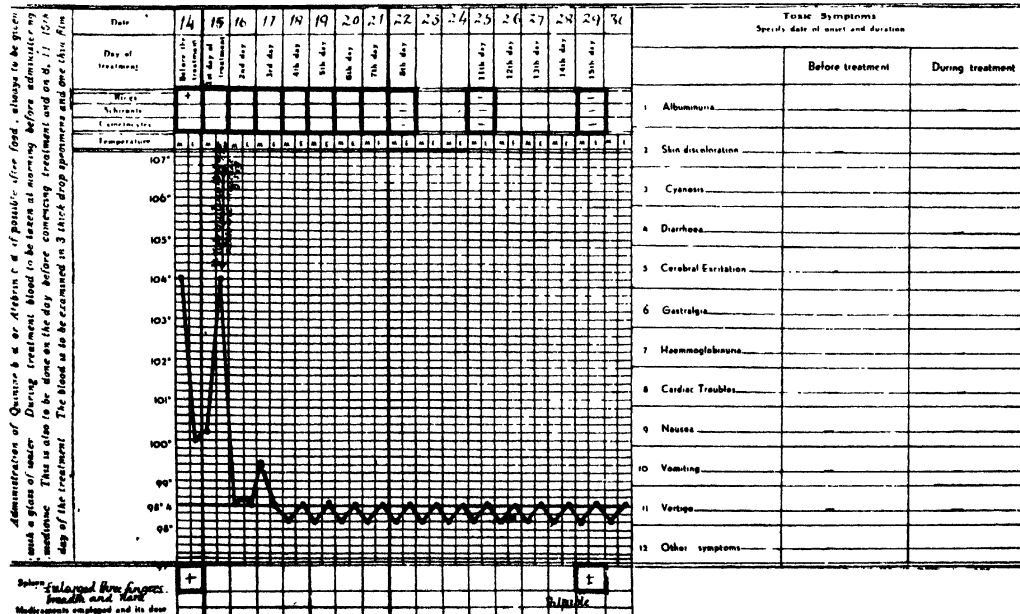 Administration of Quinine b d or Atebrin t d if possible after food, always to be given
with a glass of water During treatment blood to be taken at morning before administering
medicine This is also to be done on the day before comencing treatment and on 8, 11 15th
day of the treatment The blood is to be examined in 3 thick drop specimens and one thin film
Date 14 15 16 17 18 19 20 21 22 23 24 25 26 27 28 29 30
Day of treatment Before the treatment 1st day of treatment 2nd day 3rd day 4th day 5th day 6th day 7th day 8th day 11th day 12th day 13th day 14th day 15th day
Rings + - -
Schizonts - - -
Gametocytes - - -
Temperature
107°
106°
105°
104°
103°
102°
101°
100°
99°
98°4
98°
Spleen Enlarged three fingers + ±
breadth and hard Palpable
Medicaments employed and its dose
Toxic Symptoms
Specify date of onset and duration
Before treatment During treatment
1 Albuminuria — —
2 Skin discoloration — —
3 Cyanosis — —
4 Diarrhoea — —
5 Cerebral Excitation — —
6 Gastralgia — —
7 Haemmoglobinuria — —
8 Cardiac Troubles — —
9 Nausea — —
10 Vomiting — —
11 Vertigo — —
12 Other symptoms — —